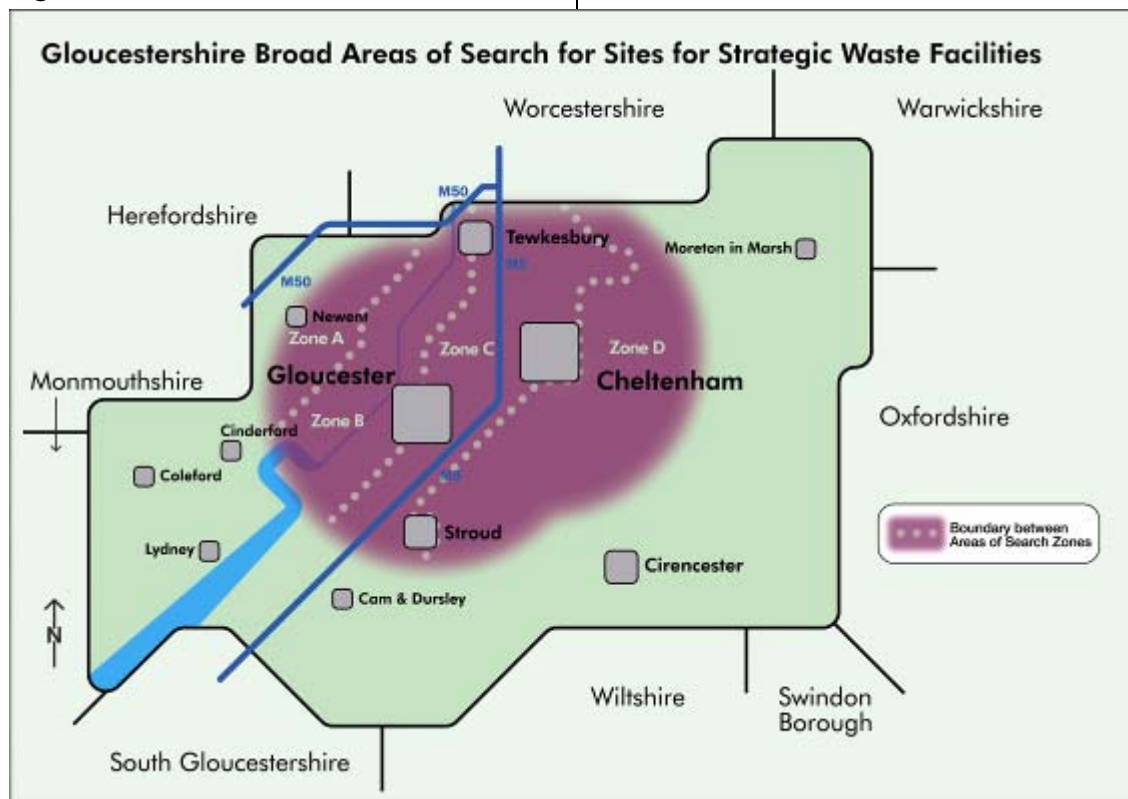 Gloucestershire Broad Areas of Search for Sites for Strategic Waste Facilities
Worcestershire
Warwickshire
Herefordshire
M50
Tewkesbury
Moreton in Marsh
M5
M50
Newent
Zone A
Zone C
Zone D
Gloucester
Cheltenham
Monmouthshire
Zone B
Oxfordshire
Cinderford
Coleford
M5
Stroud
Boundary between
Areas of Search Zones
Lydney
Cirencester
Cam & Dursley
N
Wiltshire
Swindon
Borough
South Gloucestershire